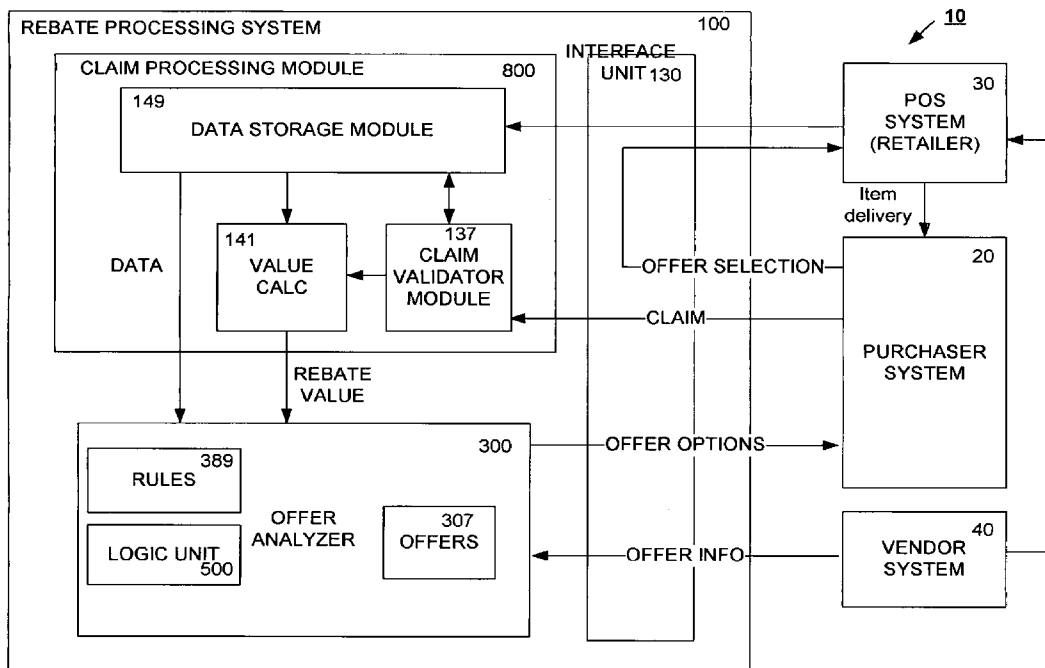 REBATE PROCESSING SYSTEM
100
10
CLAIM PROCESSING MODULE
800
INTERFACE
UNIT
130
149
DATA STORAGE MODULE
30
POS
SYSTEM
(RETAILER)
Item
delivery
DATA
141
VALUE
CALC
137
CLAIM
VALIDATOR
MODULE
OFFER SELECTION
CLAIM
20
PURCHASER
SYSTEM
REBATE
VALUE
300
389
RULES
LOGIC UNIT
500
OFFER
ANALYZER
307
OFFERS
OFFER OPTIONS
OFFER INFO
40
VENDOR
SYSTEM